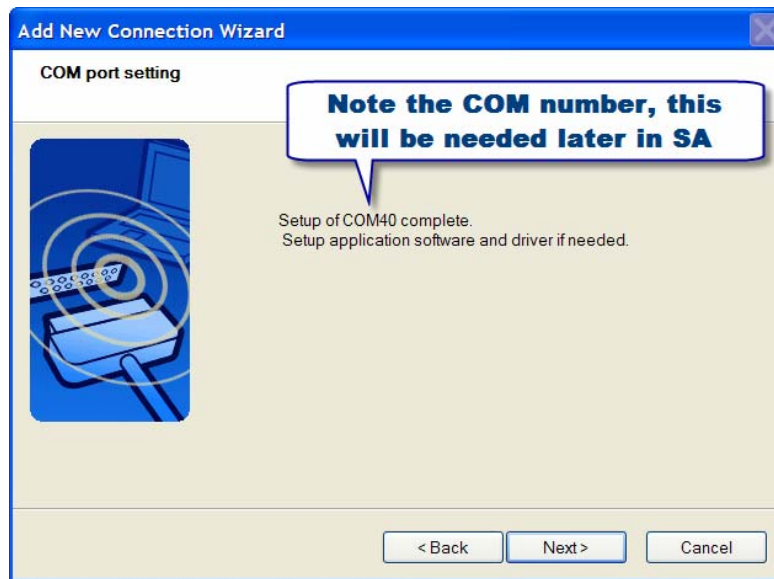 Add New Connection Wizard
COM port setting
Note the COM number, this
will be needed later in SA
Setup of COM40 complete.
Setup application software and driver if needed.
< Back
Next >
Cancel